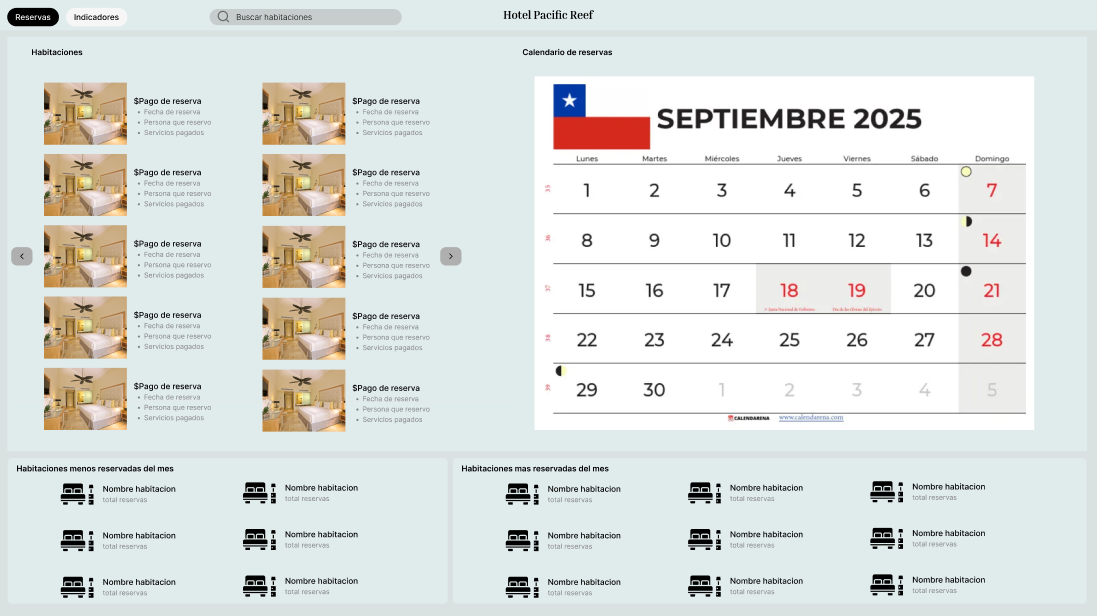 Reservas
Indicadores
Buscar habitaciones
Hotel Pacific Reef
Habitaciones
$Pago de reserva
Fecha de reserva
Persona que reservo
Servicios pagados
$Pago de reserva
Fecha de reserva
Persona que reservo
Servicios pagados
$Pago de reserva
Fecha de reserva
Persona que reservo
Servicios pagados
$Pago de reserva
Fecha de reserva
Persona que reservo
Servicios pagados
$Pago de reserva
Fecha de reserva
Persona que reservo
Servicios pagados
$Pago de reserva
Fecha de reserva
Persona que reservo
Servicios pagados
$Pago de reserva
Fecha de reserva
Persona que reservo
Servicios pagados
$Pago de reserva
Fecha de reserva
Persona que reservo
Servicios pagados
$Pago de reserva
Fecha de reserva
Persona que reservo
Servicios pagados
$Pago de reserva
Fecha de reserva
Persona que reservo
Servicios pagados
Calendario de reservas
SEPTIEMBRE 2025
Lunes Martes Miércoles Jueves Viernes Sábado Domingo
35 1 2 3 4 5 6 7
36 8 9 10 11 12 13 14
37 15 16 17 18 19 20 21
38 22 23 24 25 26 27 28
39 29 30 1 2 3 4 5
CALENDARENA www.calendarena.com
Habitaciones menos reservadas del mes
Nombre habitacion
total reservas
Nombre habitacion
total reservas
Nombre habitacion
total reservas
Nombre habitacion
total reservas
Nombre habitacion
total reservas
Nombre habitacion
total reservas
Habitaciones mas reservadas del mes
Nombre habitacion
total reservas
Nombre habitacion
total reservas
Nombre habitacion
total reservas
Nombre habitacion
total reservas
Nombre habitacion
total reservas
Nombre habitacion
total reservas
Nombre habitacion
total reservas
Nombre habitacion
total reservas
Nombre habitacion
total reservas